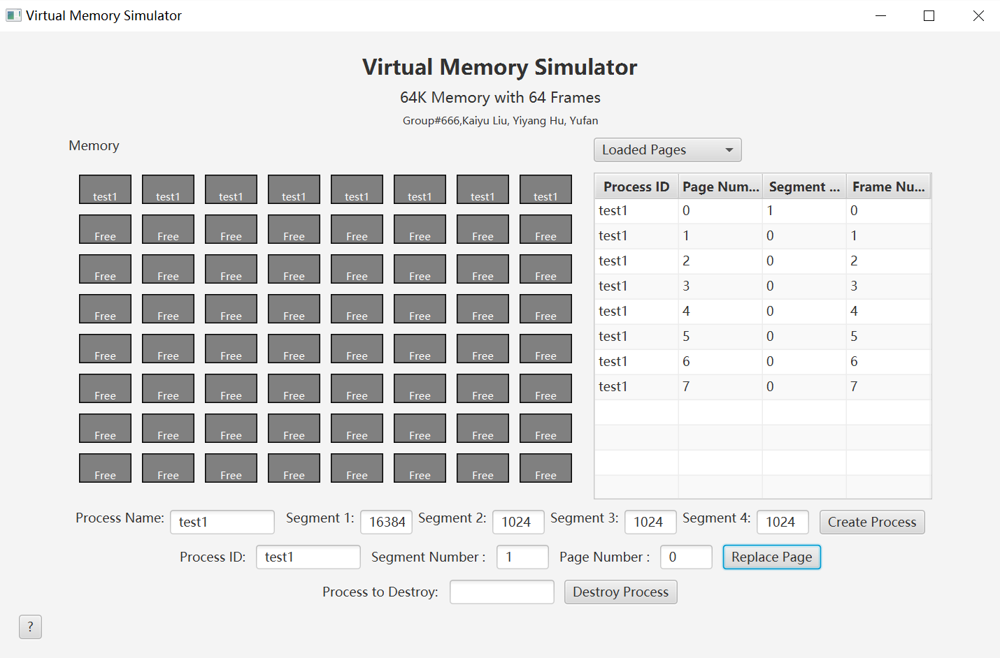 Virtual Memory Simulator
Virtual Memory Simulator
64K Memory with 64 Frames
Group#666,Kaiyu Liu, Yiyang Hu, Yufan
Memory
Loaded Pages
test1 test1 test1 test1 test1 test1 test1 test1
Free Free Free Free Free Free Free Free
Free Free Free Free Free Free Free Free
Free Free Free Free Free Free Free Free
Free Free Free Free Free Free Free Free
Free Free Free Free Free Free Free Free
Free Free Free Free Free Free Free Free
Free Free Free Free Free Free Free Free
Process ID Page Num... Segment ... Frame Nu...
test1 0 1 0
test1 1 0 1
test1 2 0 2
test1 3 0 3
test1 4 0 4
test1 5 0 5
test1 6 0 6
test1 7 0 7
Process Name: test1 Segment 1: 16384 Segment 2: 1024 Segment 3: 1024 Segment 4: 1024 Create Process
Process ID: test1 Segment Number : 1 Page Number : 0 Replace Page
Process to Destroy: Destroy Process
?